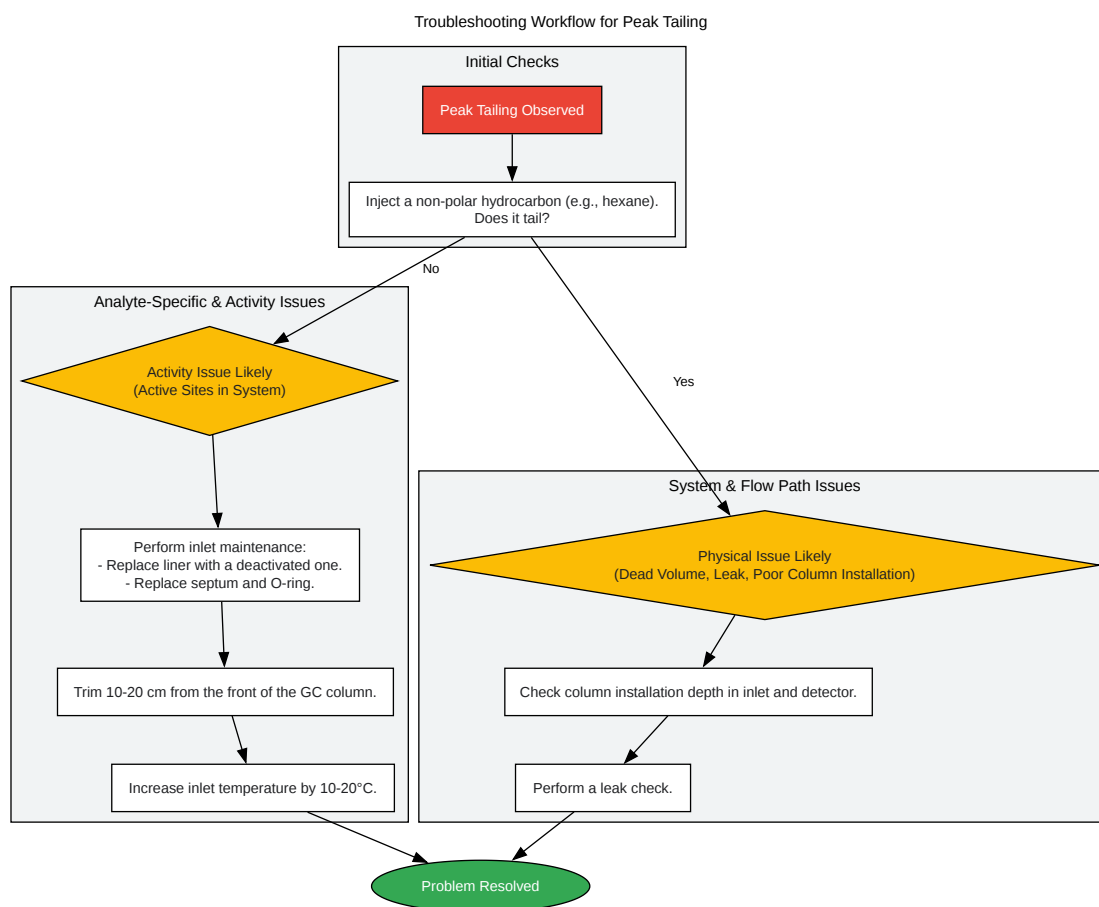 Troubleshooting Workflow for Peak Tailing
Initial Checks
Peak Tailing Observed
Inject a non-polar hydrocarbon (e.g., hexane).
Does it tail?
No
Yes
Analyte-Specific & Activity Issues
Activity Issue Likely
(Active Sites in System)
Perform inlet maintenance:
- Replace liner with a deactivated one.
- Replace septum and O-ring.
Trim 10-20 cm from the front of the GC column.
Increase inlet temperature by 10-20°C.
System & Flow Path Issues
Physical Issue Likely
(Dead Volume, Leak, Poor Column Installation)
Check column installation depth in inlet and detector.
Perform a leak check.
Problem Resolved